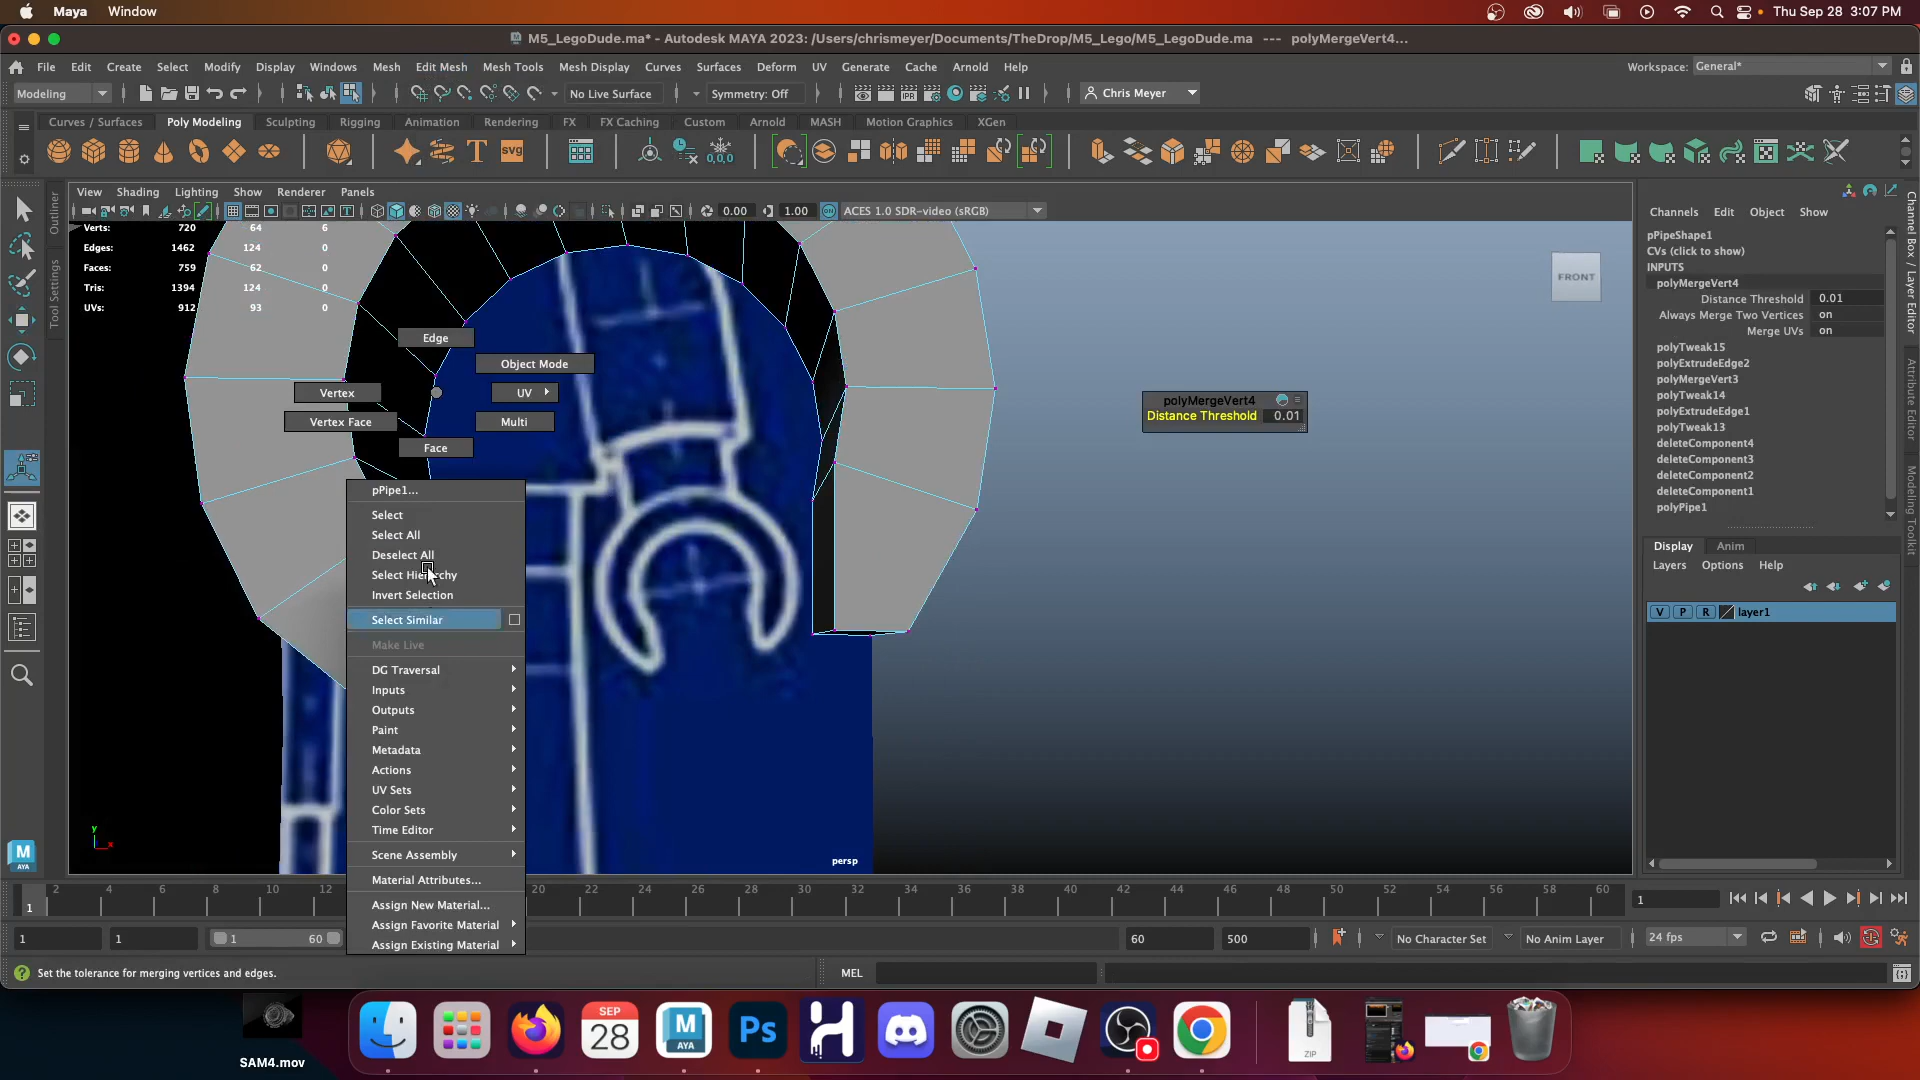 Maya Window Thu Sep 28 3:07 PM
M5_LegoDude.ma* - Autodesk MAYA 2023: /Users/chrismeyer/Documents/TheDrop/M5_Lego/M5_LegoDude.ma --- polyMergeVert4...
File Edit Create Select Modify Display Windows Mesh Edit Mesh Mesh Tools Mesh Display Curves Surfaces Deform UV Generate Cache Arnold Help Workspace: General*
Modeling No Live Surface Symmetry: Off IPR Chris Meyer
Curves / Surfaces Poly Modeling Sculpting Rigging Animation Rendering FX FX Caching Custom Arnold MASH Motion Graphics XGen
T SVG 0,0,0
View Shading Lighting Show Renderer Panels
0.00 1.00 ON ACES 1.0 SDR-video (sRGB)
Outliner
Tool Settings
Verts: 720 64 6
Edges: 1462 124 0
Faces: 759 62 0
Tris: 1394 124 0
UVs: 912 93 0
Edge
Object Mode
Vertex
UV
Vertex Face
Multi
Face
pPipe1...
Select
Select All
Deselect All
Select Hierarchy
Invert Selection
Select Similar
Make Live
DG Traversal
Inputs
Outputs
Paint
Metadata
Actions
UV Sets
Color Sets
Time Editor
Scene Assembly
Material Attributes...
Assign New Material...
Assign Favorite Material
Assign Existing Material
FRONT
polyMergeVert4
Distance Threshold 0.01
y
x
persp
Channels Edit Object Show
pPipeShape1
CVs (click to show)
INPUTS
polyMergeVert4
Distance Threshold 0.01
Always Merge Two Vertices on
Merge UVs on
polyTweak15
polyExtrudeEdge2
polyMergeVert3
polyTweak14
polyExtrudeEdge1
polyTweak13
deleteComponent4
deleteComponent3
deleteComponent2
deleteComponent1
polyPipe1
Display Anim
Layers Options Help
V P R layer1
Channel Box / Layer Editor
Attribute Editor
Modeling Toolkit
M
AYA
2 4 6 8 10 12 20 22 24 26 28 30 32 34 36 38 40 42 44 46 48 50 52 54 56 58 60
1 1
1 1 1 60 60 500 No Character Set No Anim Layer 24 fps
Set the tolerance for merging vertices and edges. MEL
SEP
28
M
AYA
Ps
ZIP
SAM4.mov